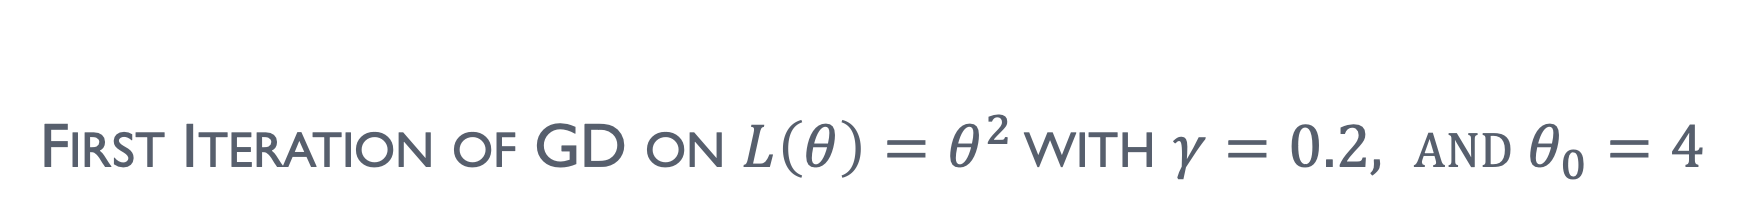 FIRST ITERATION OF GD ON 𝐿(𝜃) = 𝜃² WITH 𝛾 = 0.2, AND 𝜃₀ = 4